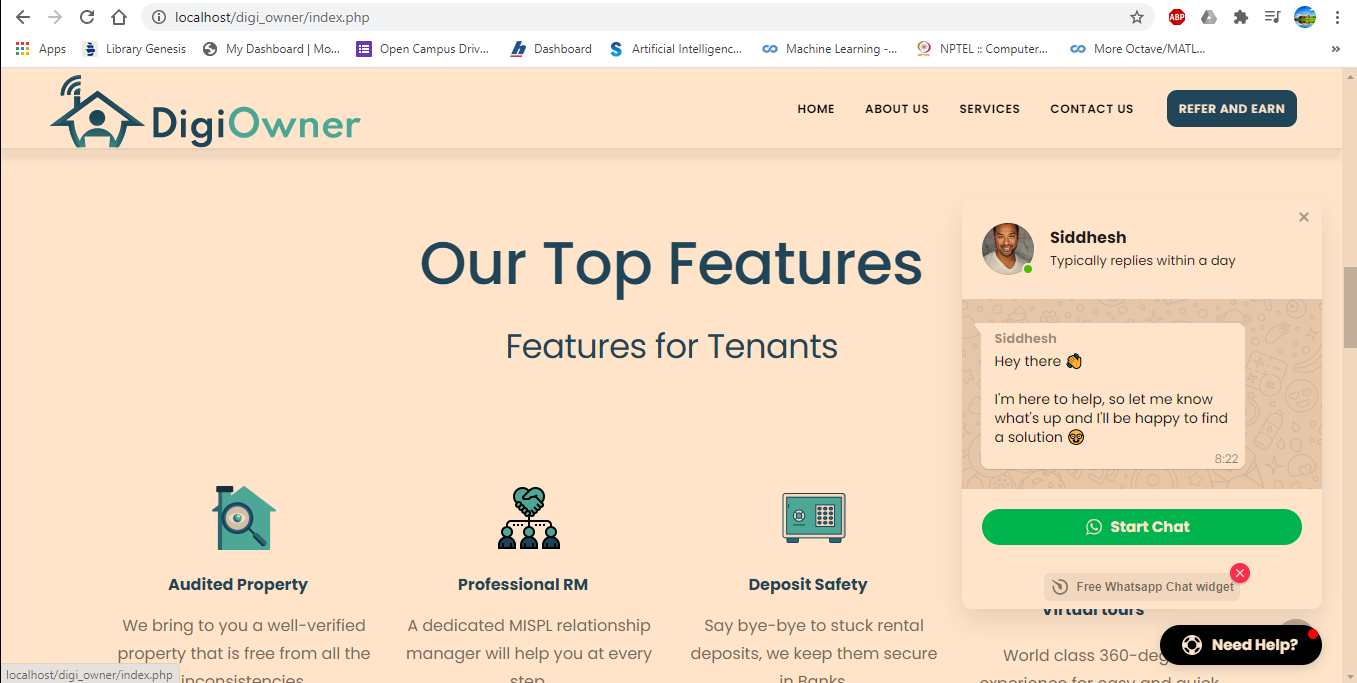 localhost/digi_owner/index.php
ABP
Apps
Library Genesis
My Dashboard | Mo...
Open Campus Driv...
Dashboard
Artificial Intelligenc...
Machine Learning -...
NPTEL :: Computer...
More Octave/MATL...
»
DigiOwner
HOME
ABOUT US
SERVICES
CONTACT US
REFER AND EARN
Our Top Features
Features for Tenants
Siddhesh
Typically replies within a day
Siddhesh
Hey there
I'm here to help, so let me know
what's up and I'll be happy to find
a solution
8:22
Start Chat
Free Whatsapp Chat widget
Audited Property
We bring to you a well-verified
property that is free from all the
inconsistencies
Professional RM
A dedicated MISPL relationship
manager will help you at every
step
Deposit Safety
Say bye-bye to stuck rental
deposits, we keep them secure
in Banks
Virtual tours
World class 360-deg
experience for easy and quick
Need Help?
localhost/digi_owner/index.php